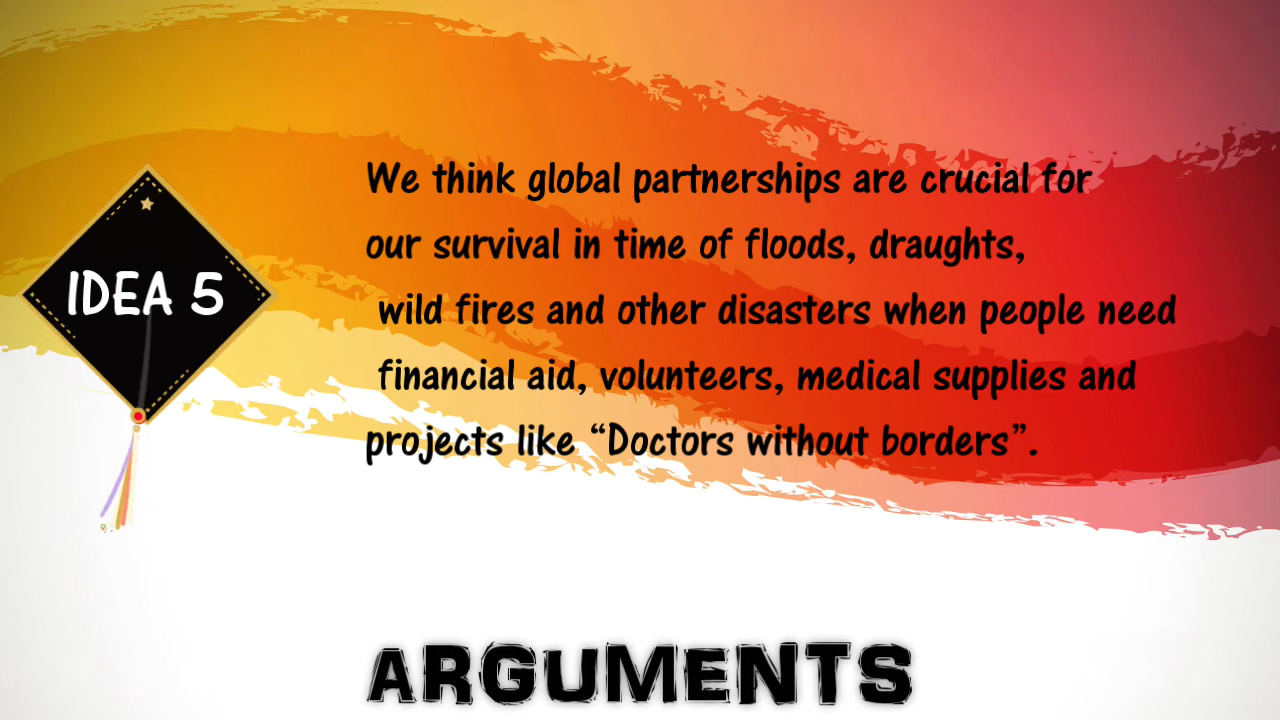 IDEA 5
We think global partnerships are crucial for
our survival in time of floods, draughts,
wild fires and other disasters when people need
financial aid, volunteers, medical supplies and
projects like “Doctors without borders”.
ARGUMENTS